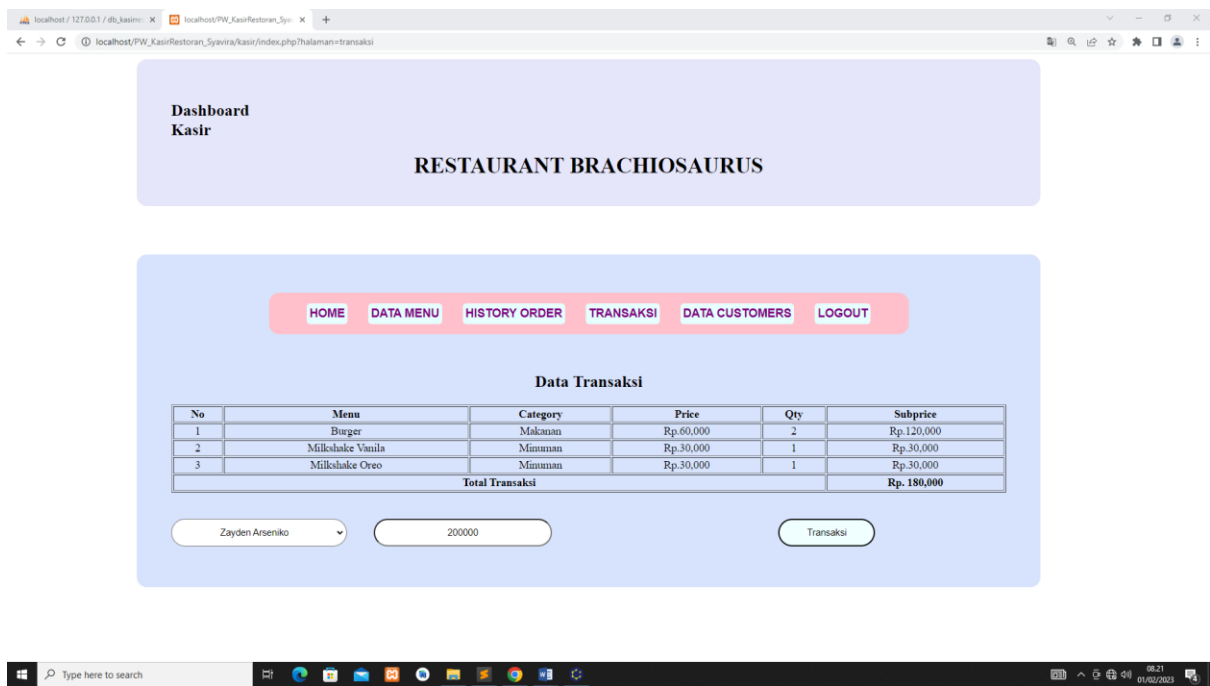 localhost / 127.0.0.1 / db_kasirre
localhost/PW_KasirRestoran_Sya
localhost/PW_KasirRestoran_Syavira/kasir/index.php?halaman=transaksi
Dashboard
Kasir
RESTAURANT BRACHIOSAURUS
HOME DATA MENU HISTORY ORDER TRANSAKSI DATA CUSTOMERS LOGOUT
Data Transaksi
No Menu Category Price Qty Subprice
1 Burger Makanan Rp.60,000 2 Rp.120,000
2 Milkshake Vanila Minuman Rp.30,000 1 Rp.30,000
3 Milkshake Oreo Minuman Rp.30,000 1 Rp.30,000
Total Transaksi Rp. 180,000
Zayden Arseniko 200000 Transaksi
Type here to search
08.21
01/02/2023